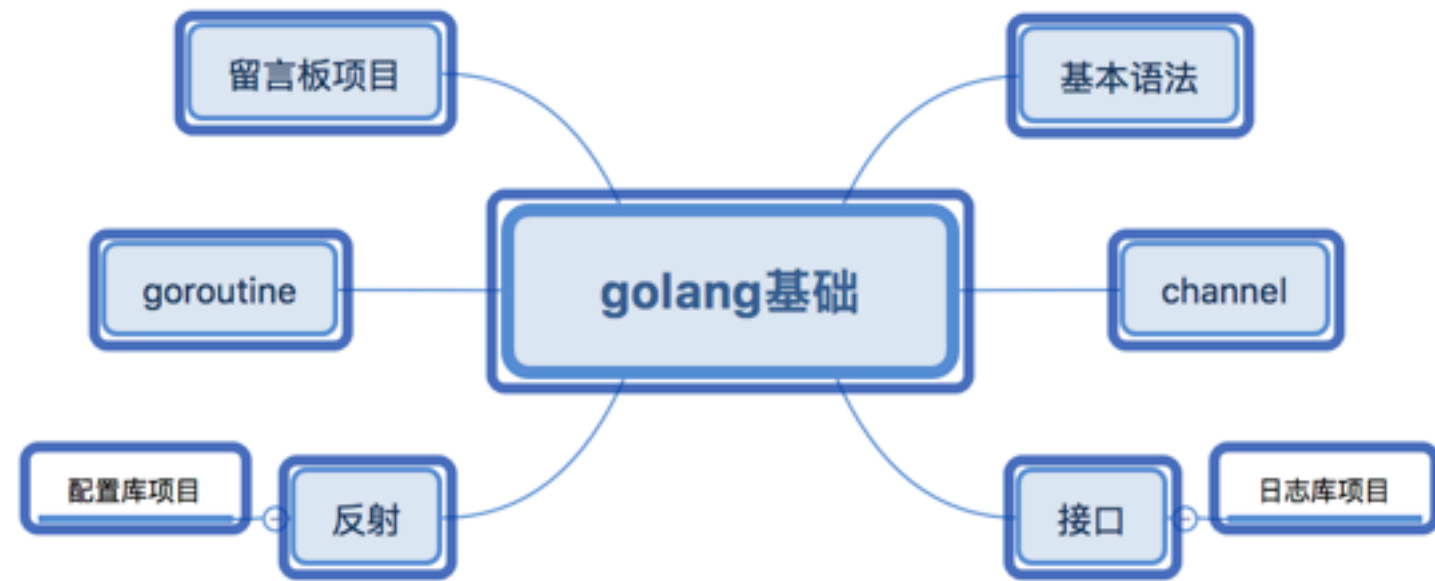 留言板项目
基本语法
goroutine
golang基础
channel
配置库项目
反射
接口
日志库项目